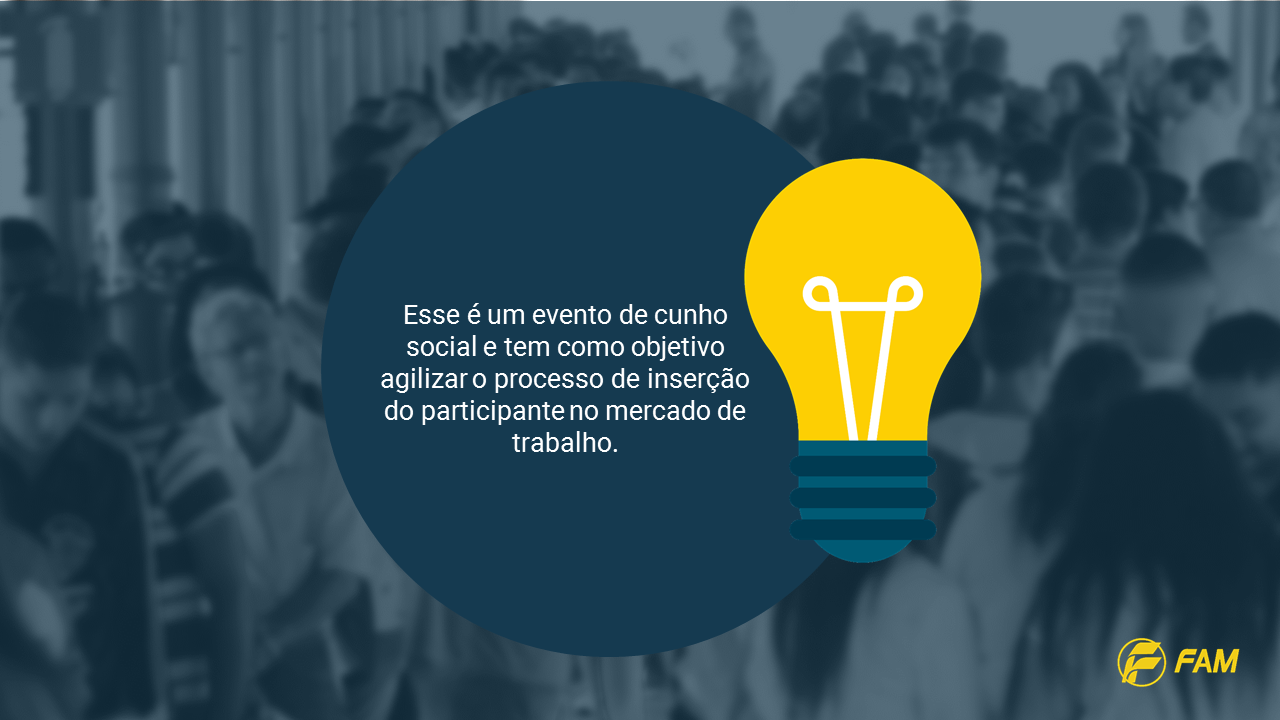 Esse é um evento de cunho
social e tem como objetivo
agilizar o processo de inserção
do participante no mercado de
trabalho.
FAM